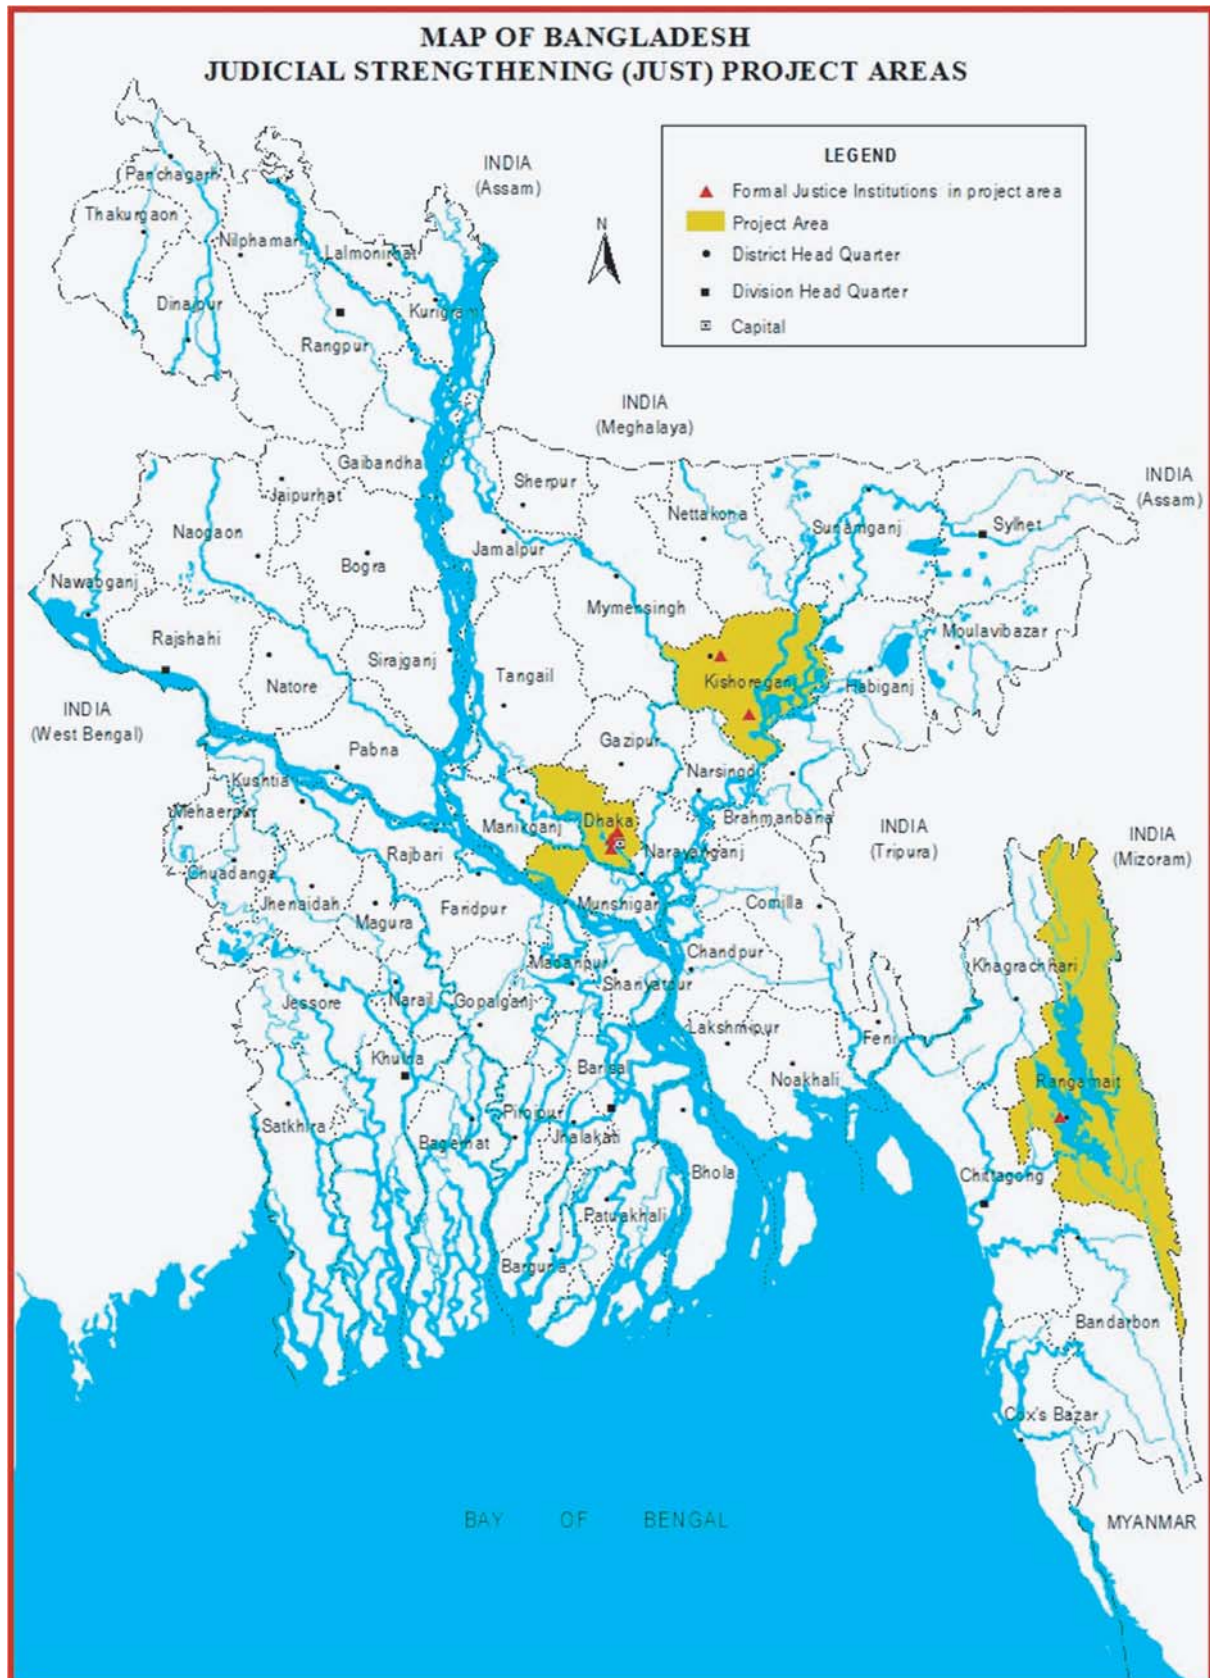 MAP OF BANGLADESH
JUDICIAL STRENGTHENING (JUST) PROJECT AREAS
LEGEND
Formal Justice Institutions in project area
Project Area
District Head Quarter
Division Head Quarter
Capital
N
INDIA
(Assam)
Panchagarh
Thakurgaon
Nilphamari
Lalmonirhat
Dinajpur
Kurigram
Rangpur
INDIA
(Meghalaya)
Gaibandha
Sherpur
INDIA
(Assam)
Jaipurhat
Nettakona
Sunamganj
Sylhet
Naogaon
Jamalpur
Bogra
Nawabganj
Mymensingh
Rajshahi
Moulavibazar
Sirajganj
Tangail
Natore
Kishoreganj
Habiganj
INDIA
(West Bengal)
Gazipur
Pabna
Narsingdi
Kushtia
Meherpur
Manikganj
Dhaka
Brahmanbaria
INDIA
(Tripura)
INDIA
(Mizoram)
Rajbari
Narayanganj
Chuadanga
Jhenaidah
Magura
Faridpur
Munshigar
Comilla
Chandpur
Madanpur
Khagrachhari
Shariyatpur
Jessore
Narail
Gopalganj
Lakshmipur
Feni
Khulna
Barisal
Noakhali
Rangamait
Satkhira
Pirojpur
Bagerhat
Jhalakati
Bhola
Chittagong
Patuakhali
Barguna
Bandarbon
Cox's Bazar
BAY OF BENGAL
MYANMAR